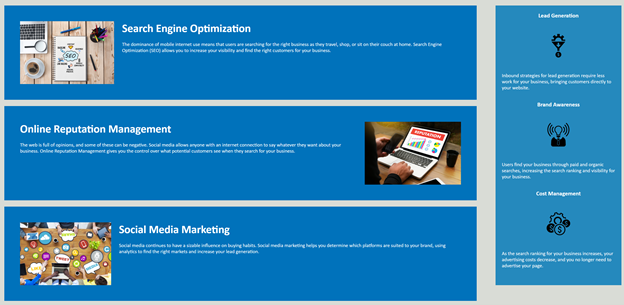 Search Engine Optimization
The dominance of mobile internet use means that users are searching for the right business as they travel, shop, or sit on their couch at home. Search Engine
Optimization (SEO) allows you to increase your visibility and find the right customers for your business.
SEO
Online Reputation Management
The web is full of opinions, and some of these can be negative. Social media allows anyone with an internet connection to say whatever they want about your
business. Online Reputation Management gives you the control over what potential customers see when they search for your business.
REPUTATION
Social Media Marketing
Social media continues to have a sizable influence on buying habits. Social media marketing helps you determine which platforms are suited to your brand, using
analytics to find the right markets and increase your lead generation.
TWEET
Lead Generation
Inbound strategies for lead generation require less
work for your business, bringing customers directly to
your website.
Brand Awareness
Users find your business through paid and organic
searches, increasing the search ranking and visibility for
your business.
Cost Management
As the search ranking for your business increases, your
advertising costs decrease, and you no longer need to
advertise your page.